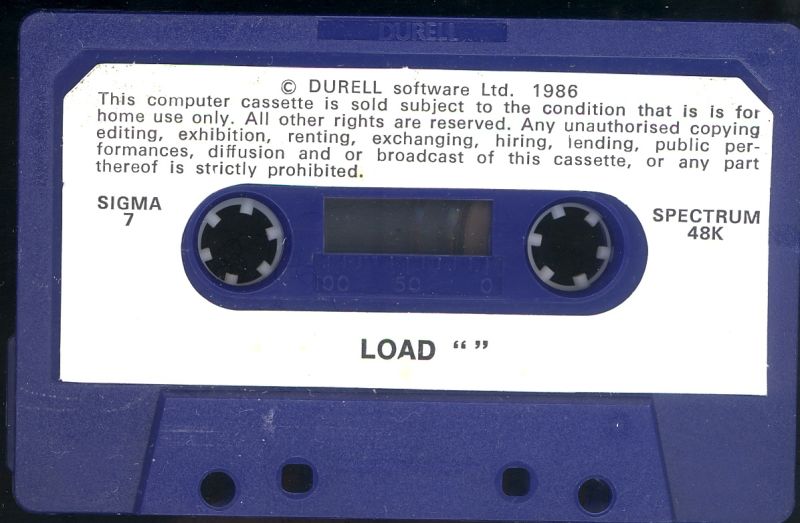 DURELL
© DURELL software Ltd. 1986
This computer cassette is sold subject to the condition that is is for
home use only. All other rights are reserved. Any unauthorised copying
editing, exhibition, renting, exchanging, hiring, lending, public per-
formances, diffusion and or broadcast of this cassette, or any part
thereof is strictly prohibited.
SIGMA
7
SPECTRUM
48K
100 50 0
LOAD “ ”